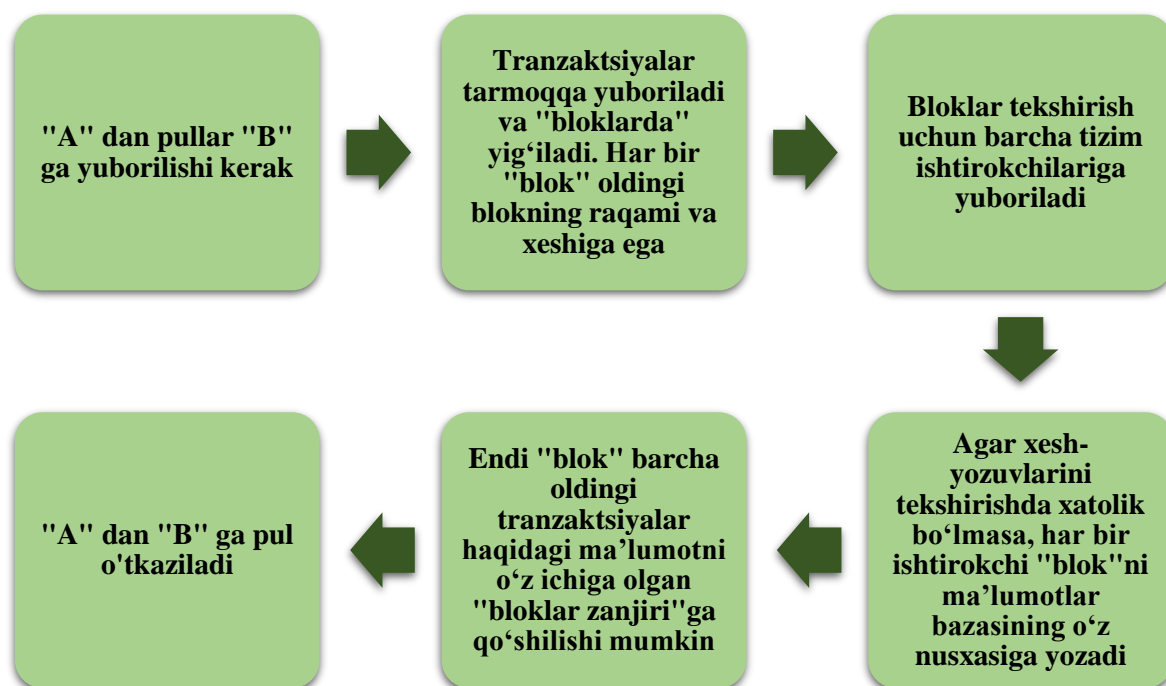 "A" dan pullar "B"
ga yuborilishi kerak
Tranzaktsiyalar
tarmoqqa yuboriladi
va "bloklarda"
yig‘iladi. Har bir
"blok" oldingi
blokning raqami va
xeshiga ega
Bloklar tekshirish
uchun barcha tizim
ishtirokchilariga
yuboriladi
Agar xesh-
yozuvlarini
tekshirishda xatolik
bo‘lmasa, har bir
ishtirokchi "blok"ni
ma’lumotlar
bazasining o‘z
nusxasiga yozadi
Endi "blok" barcha
oldingi
tranzaktsiyalar
haqidagi ma’lumotni
o‘z ichiga olgan
"bloklar zanjiri"ga
qo‘shilishi mumkin
"A" dan "B" ga pul
o'tkaziladi